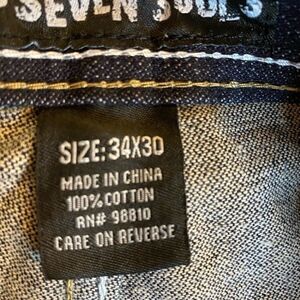 SEVEN SOULS
SIZE: 34X30
MADE IN CHINA
100% COTTON
RN# 98810
CARE ON REVERSE